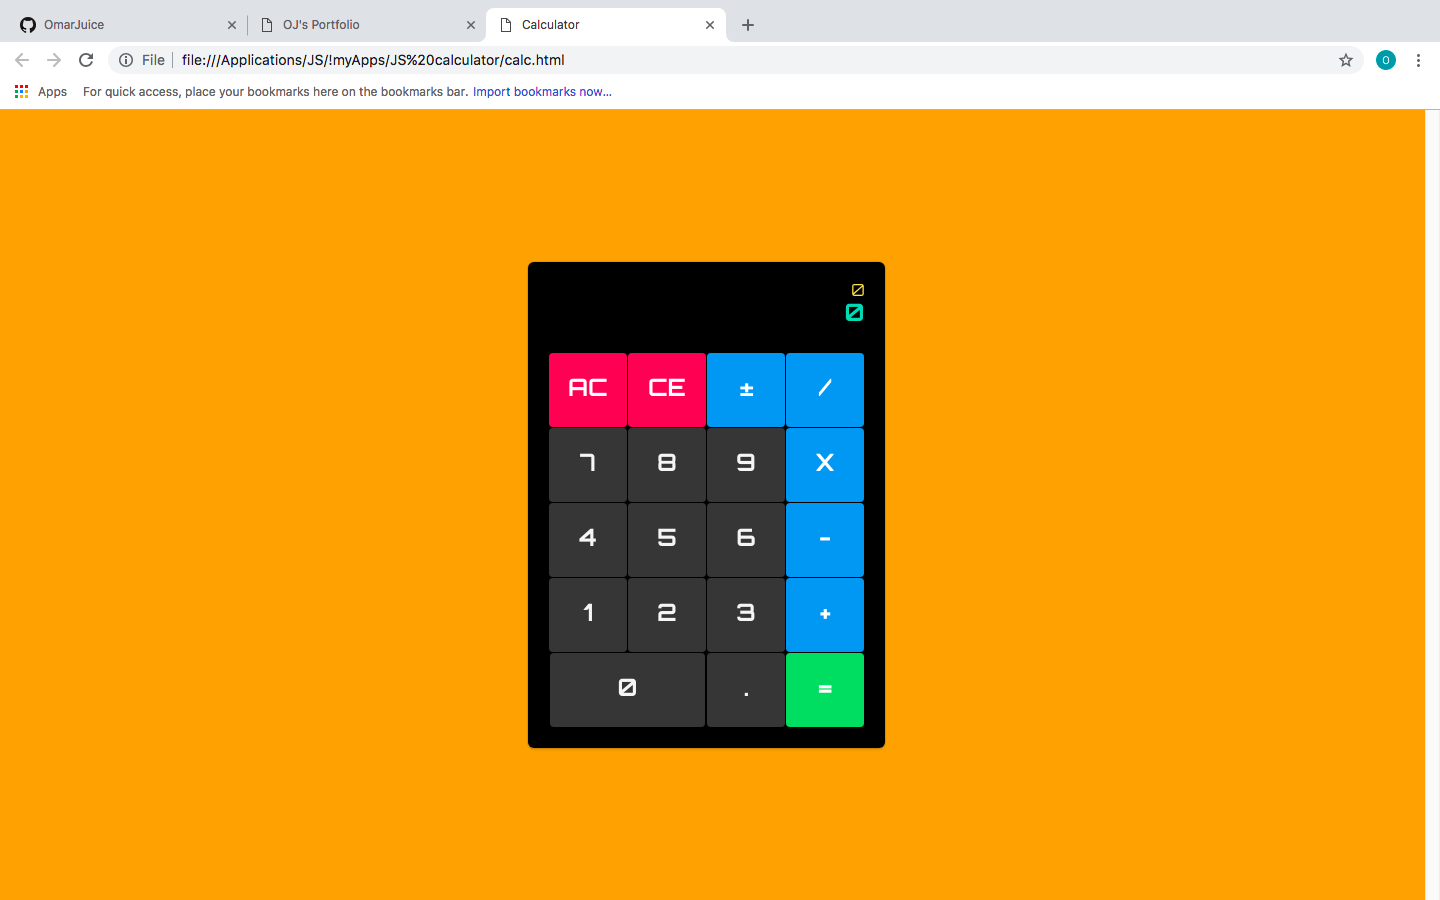 OmarJuice
OJ's Portfolio
Calculator
File
file:///Applications/JS/!myApps/JS%20calculator/calc.html
O
Apps
For quick access, place your bookmarks here on the bookmarks bar. Import bookmarks now...
0
0
AC CE ± /
7 8 9 X
4 5 6 -
1 2 3 +
0 . =